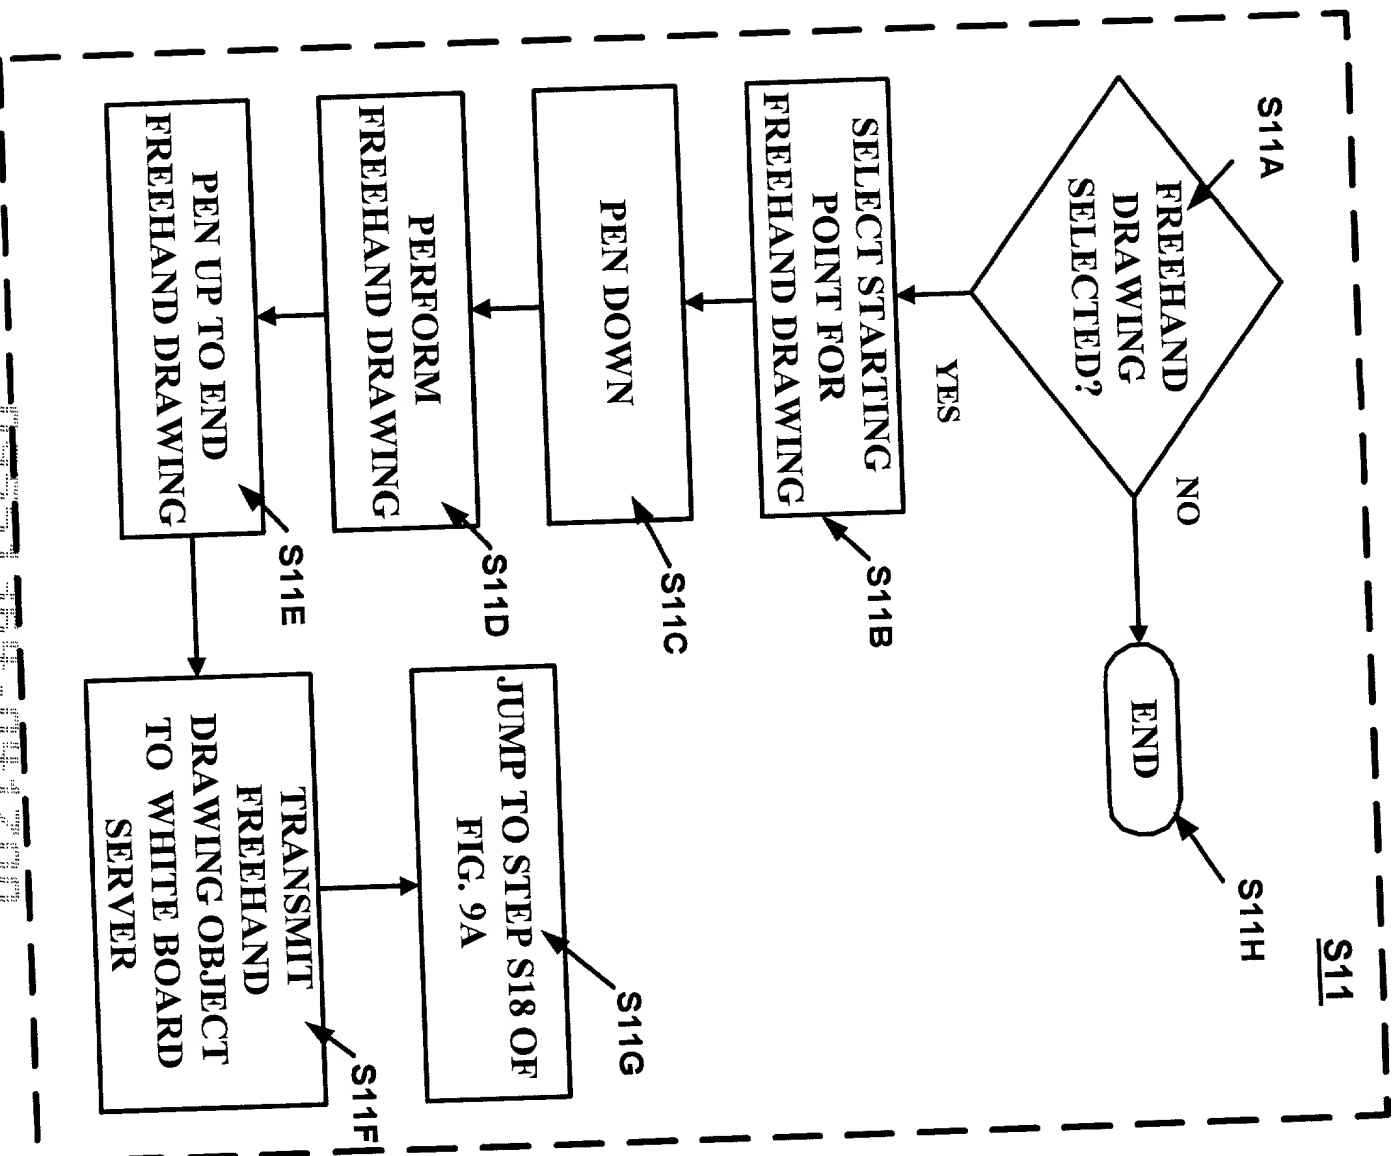 S11
S11A
FREEHAND
DRAWING
SELECTED?
NO
END
S11H
YES
SELECT STARTING
POINT FOR
FREEHAND DRAWING
S11B
PEN DOWN
S11C
PERFORM
FREEHAND DRAWING
S11D
PEN UP TO END
FREEHAND DRAWING
S11E
TRANSMIT
FREEHAND
DRAWING OBJECT
TO WHITE BOARD
SERVER
S11F
JUMP TO STEP S18 OF
FIG. 9A
S11G